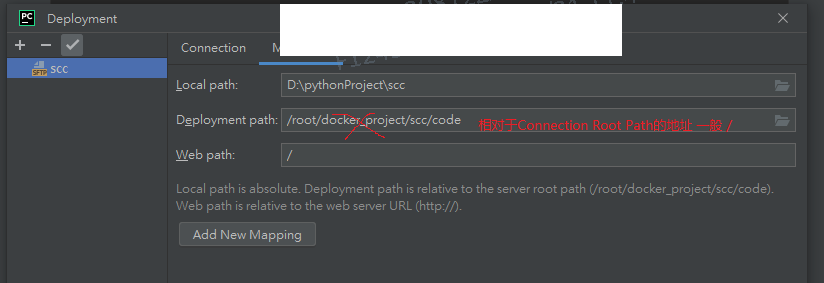 PC Deployment
Connection
scc
SFTP
Local path: D:\pythonProject\scc
Deployment path: /root/docker_project/scc/code 相对于Connection Root Path的地址 一般 /
Web path: /
Local path is absolute. Deployment path is relative to the server root path (/root/docker_project/scc/code).
Web path is relative to the web server URL (http://).
Add New Mapping